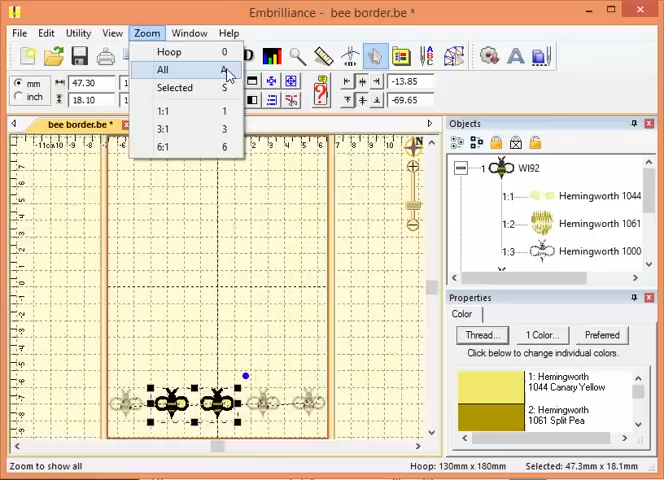 Embrilliance - bee border.be *
File Edit Utility View Zoom Window Help
Hoop 0
All A
Selected S
1:1 1
3:1 3
6:1 6
mm
inch
47.30
18.10
-13.85
-69.65
bee border.be *
N
Objects
1 WI92
1:1 Hemingworth 1044
1:2 Hemingworth 1061
1:3 Hemingworth 1000
Properties
Color
Thread... 1 Color... Preferred
Click below to change individual colors.
1: Hemingworth
1044 Canary Yellow
2: Hemingworth
1061 Split Pea
Zoom to show all
Hoop: 130mm x 180mm
Selected: 47.3mm x 18.1mm